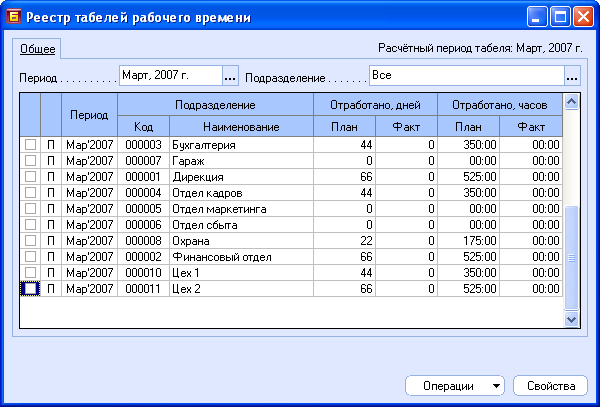 Реестр табелей рабочего времени
Общее Расчётный период табеля: Март, 2007 г.
Период . . . . . . . . . . Март, 2007 г. ... Подразделение . . . . . . . Все ...
Период Подразделение Отработано, дней Отработано, часов
Код Наименование План Факт План Факт
П Мар'2007 000003 Бухгалтерия 44 0 350:00 00:00
П Мар'2007 000007 Гараж 0 0 00:00 00:00
П Мар'2007 000001 Дирекция 66 0 525:00 00:00
П Мар'2007 000004 Отдел кадров 44 0 350:00 00:00
П Мар'2007 000005 Отдел маркетинга 0 0 00:00 00:00
П Мар'2007 000006 Отдел сбыта 0 0 00:00 00:00
П Мар'2007 000008 Охрана 22 0 175:00 00:00
П Мар'2007 000002 Финансовый отдел 66 0 525:00 00:00
П Мар'2007 000010 Цех 1 44 0 350:00 00:00
П Мар'2007 000011 Цех 2 66 0 525:00 00:00
Операции Свойства